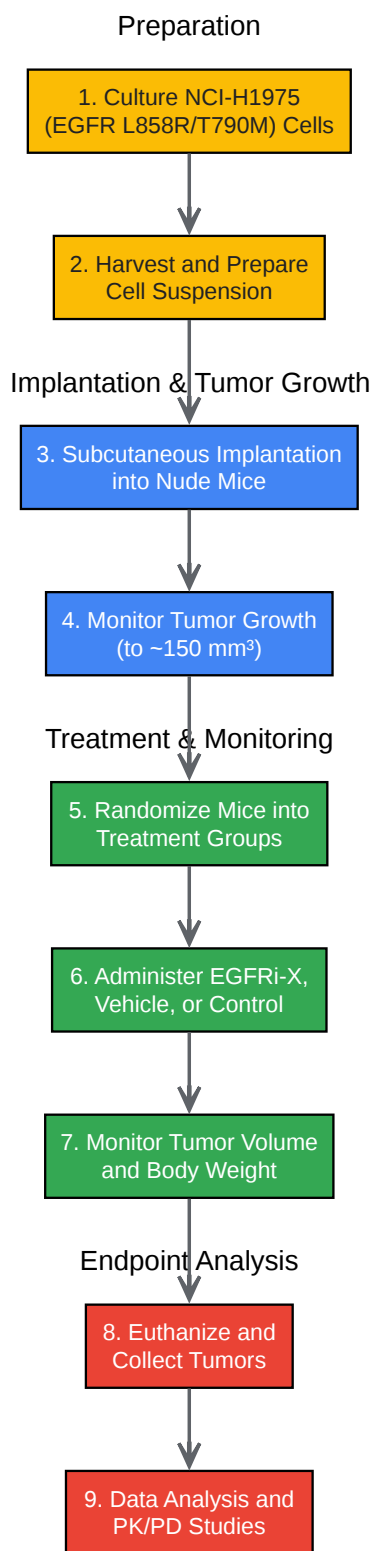 Preparation
1. Culture NCI-H1975
(EGFR L858R/T790M) Cells
2. Harvest and Prepare
Cell Suspension
Implantation & Tumor Growth
3. Subcutaneous Implantation
into Nude Mice
4. Monitor Tumor Growth
(to ~150 mm³)
Treatment & Monitoring
5. Randomize Mice into
Treatment Groups
6. Administer EGFRi-X,
Vehicle, or Control
7. Monitor Tumor Volume
and Body Weight
Endpoint Analysis
8. Euthanize and
Collect Tumors
9. Data Analysis and
PK/PD Studies